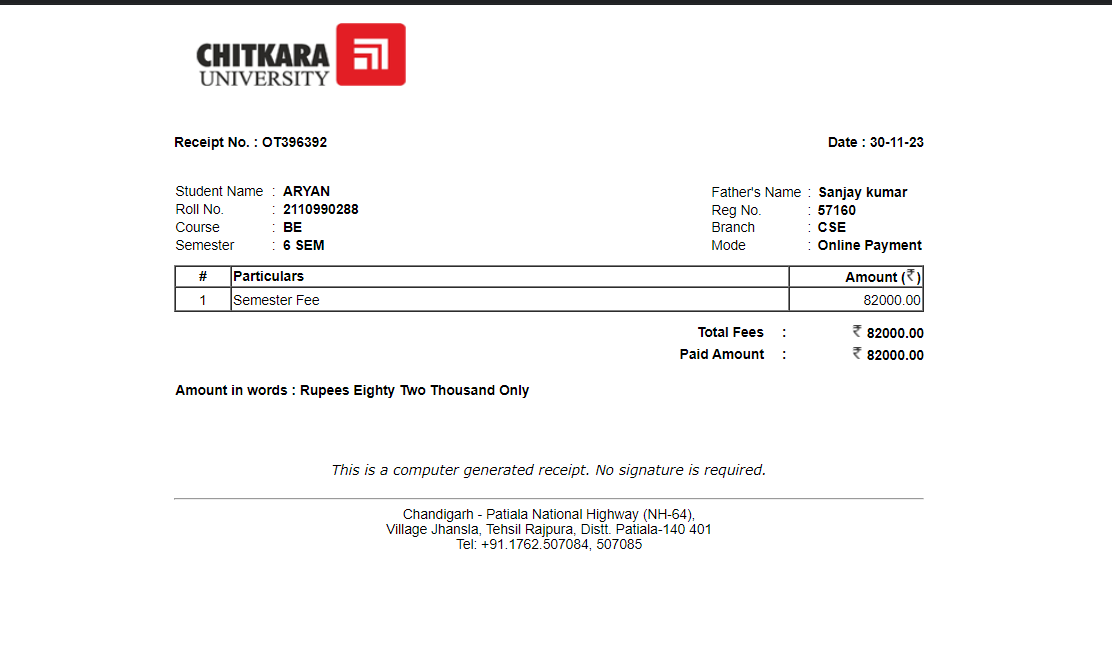 CHITKARA
UNIVERSITY
Receipt No. : OT396392 Date : 30-11-23
Student Name : ARYAN Father's Name : Sanjay kumar
Roll No. : 2110990288 Reg No. : 57160
Course : BE Branch : CSE
Semester : 6 SEM Mode : Online Payment
# Particulars Amount (₹)
1 Semester Fee 82000.00
Total Fees : ₹ 82000.00
Paid Amount : ₹ 82000.00
Amount in words : Rupees Eighty Two Thousand Only
This is a computer generated receipt. No signature is required.
Chandigarh - Patiala National Highway (NH-64),
Village Jhansla, Tehsil Rajpura, Distt. Patiala-140 401
Tel: +91.1762.507084, 507085